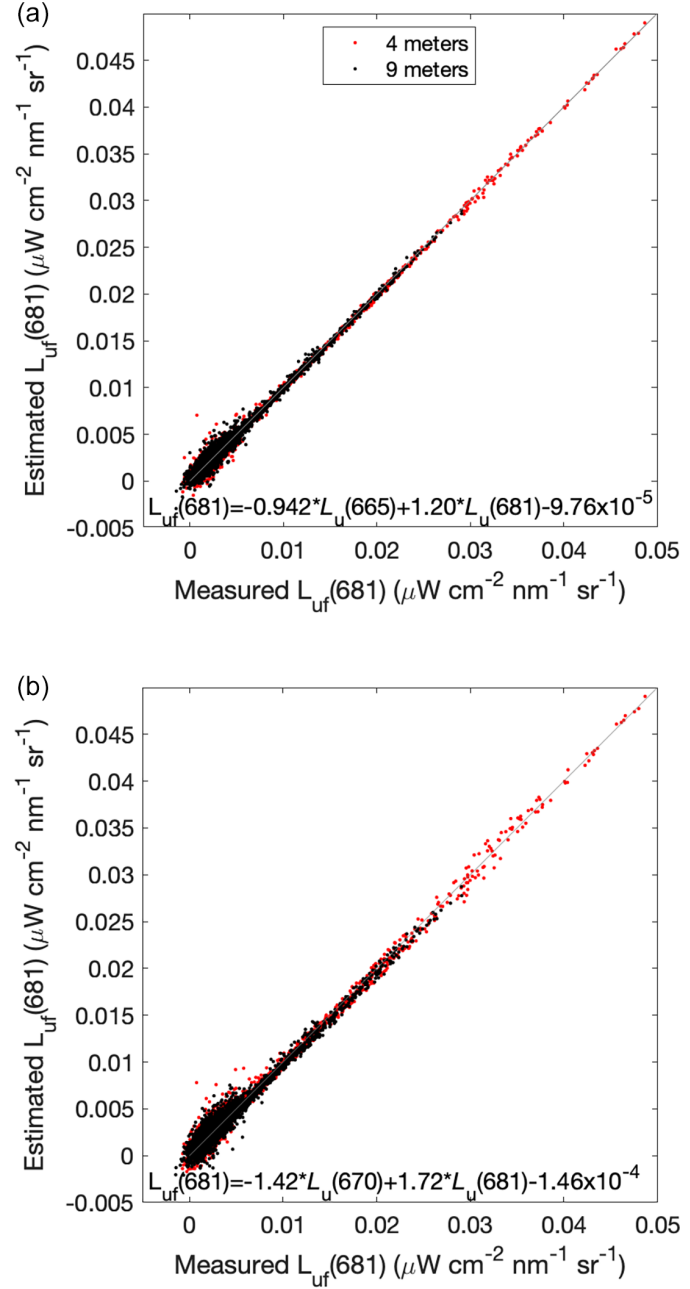 (a)
4 meters
9 meters
0.045
0.04
0.035
0.03
0.025
0.02
0.015
0.01
0.005
0
-0.005
Estimated L_uf(681) (μW cm⁻² nm⁻¹ sr⁻¹)
L_uf(681)=-0.942*L_u(665)+1.20*L_u(681)-9.76x10⁻⁵
0 0.01 0.02 0.03 0.04 0.05
Measured L_uf(681) (μW cm⁻² nm⁻¹ sr⁻¹)
(b)
0.045
0.04
0.035
0.03
0.025
0.02
0.015
0.01
0.005
0
-0.005
Estimated L_uf(681) (μW cm⁻² nm⁻¹ sr⁻¹)
L_uf(681)=-1.42*L_u(670)+1.72*L_u(681)-1.46x10⁻⁴
0 0.01 0.02 0.03 0.04 0.05
Measured L_uf(681) (μW cm⁻² nm⁻¹ sr⁻¹)